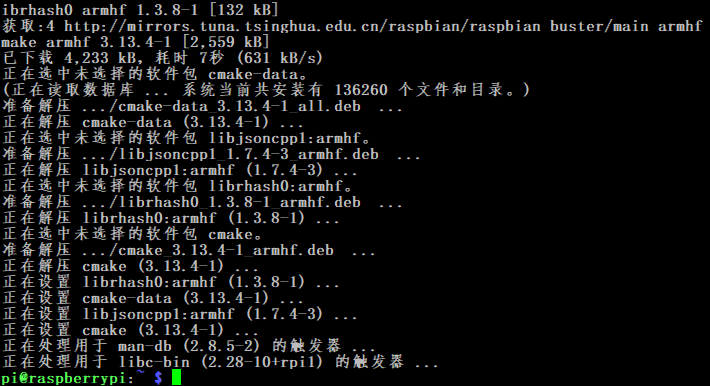 ibrhash0 armhf 1.3.8-1 [132 kB]
获取:4 http://mirrors.tuna.tsinghua.edu.cn/raspbian/raspbian buster/main armhf
make armhf 3.13.4-1 [2,559 kB]
已下载 4,233 kB, 耗时 7秒 (631 kB/s)
正在选中未选择的软件包 cmake-data。
(正在读取数据库 ... 系统当前共安装有 136260 个文件和目录。)
准备解压 .../cmake-data_3.13.4-1_all.deb  ...
正在解压 cmake-data (3.13.4-1) ...
正在选中未选择的软件包 libjsoncpp1:armhf。
准备解压 .../libjsoncpp1_1.7.4-3_armhf.deb  ...
正在解压 libjsoncpp1:armhf (1.7.4-3) ...
正在选中未选择的软件包 librhash0:armhf。
准备解压 .../librhash0_1.3.8-1_armhf.deb  ...
正在解压 librhash0:armhf (1.3.8-1) ...
正在选中未选择的软件包 cmake。
准备解压 .../cmake_3.13.4-1_armhf.deb  ...
正在解压 cmake (3.13.4-1) ...
正在设置 librhash0:armhf (1.3.8-1) ...
正在设置 cmake-data (3.13.4-1) ...
正在设置 libjsoncpp1:armhf (1.7.4-3) ...
正在设置 cmake (3.13.4-1) ...
正在处理用于 man-db (2.8.5-2) 的触发器 ...
正在处理用于 libc-bin (2.28-10+rpi1) 的触发器 ...
pi@raspberrypi:~ $